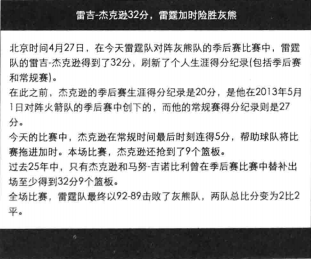 雷吉-杰克逊32分，雷霆加时险胜灰熊
北京时间4月27日，在今天雷霆队对阵灰熊队的季后赛比赛中，雷霆
队的雷吉-杰克逊得到了32分，刷新了个人生涯得分纪录(包括季后赛
和常规赛)。
在此之前，杰克逊的季后赛生涯得分纪录是20分，是他在2013年5月
1日对阵火箭队的季后赛中创下的，而他的常规赛得分纪录则是27
分。
今天的比赛中，杰克逊在常规时间最后时刻连得5分，帮助球队将比
赛拖进加时。本场比赛，杰克逊还抢到了9个篮板。
过去25年中，只有杰克逊和马努-吉诺比利曾在季后赛比赛中替补出
场至少得到32分9个篮板。
全场比赛，雷霆队最终以92-89击败了灰熊队，两队总比分变为2比2
平。